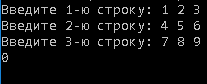 Введите 1-ю строку: 1 2 3
Введите 2-ю строку: 4 5 6
Введите 3-ю строку: 7 8 9
0